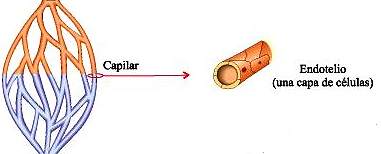 Capilar
Endotelio
(una capa de células)